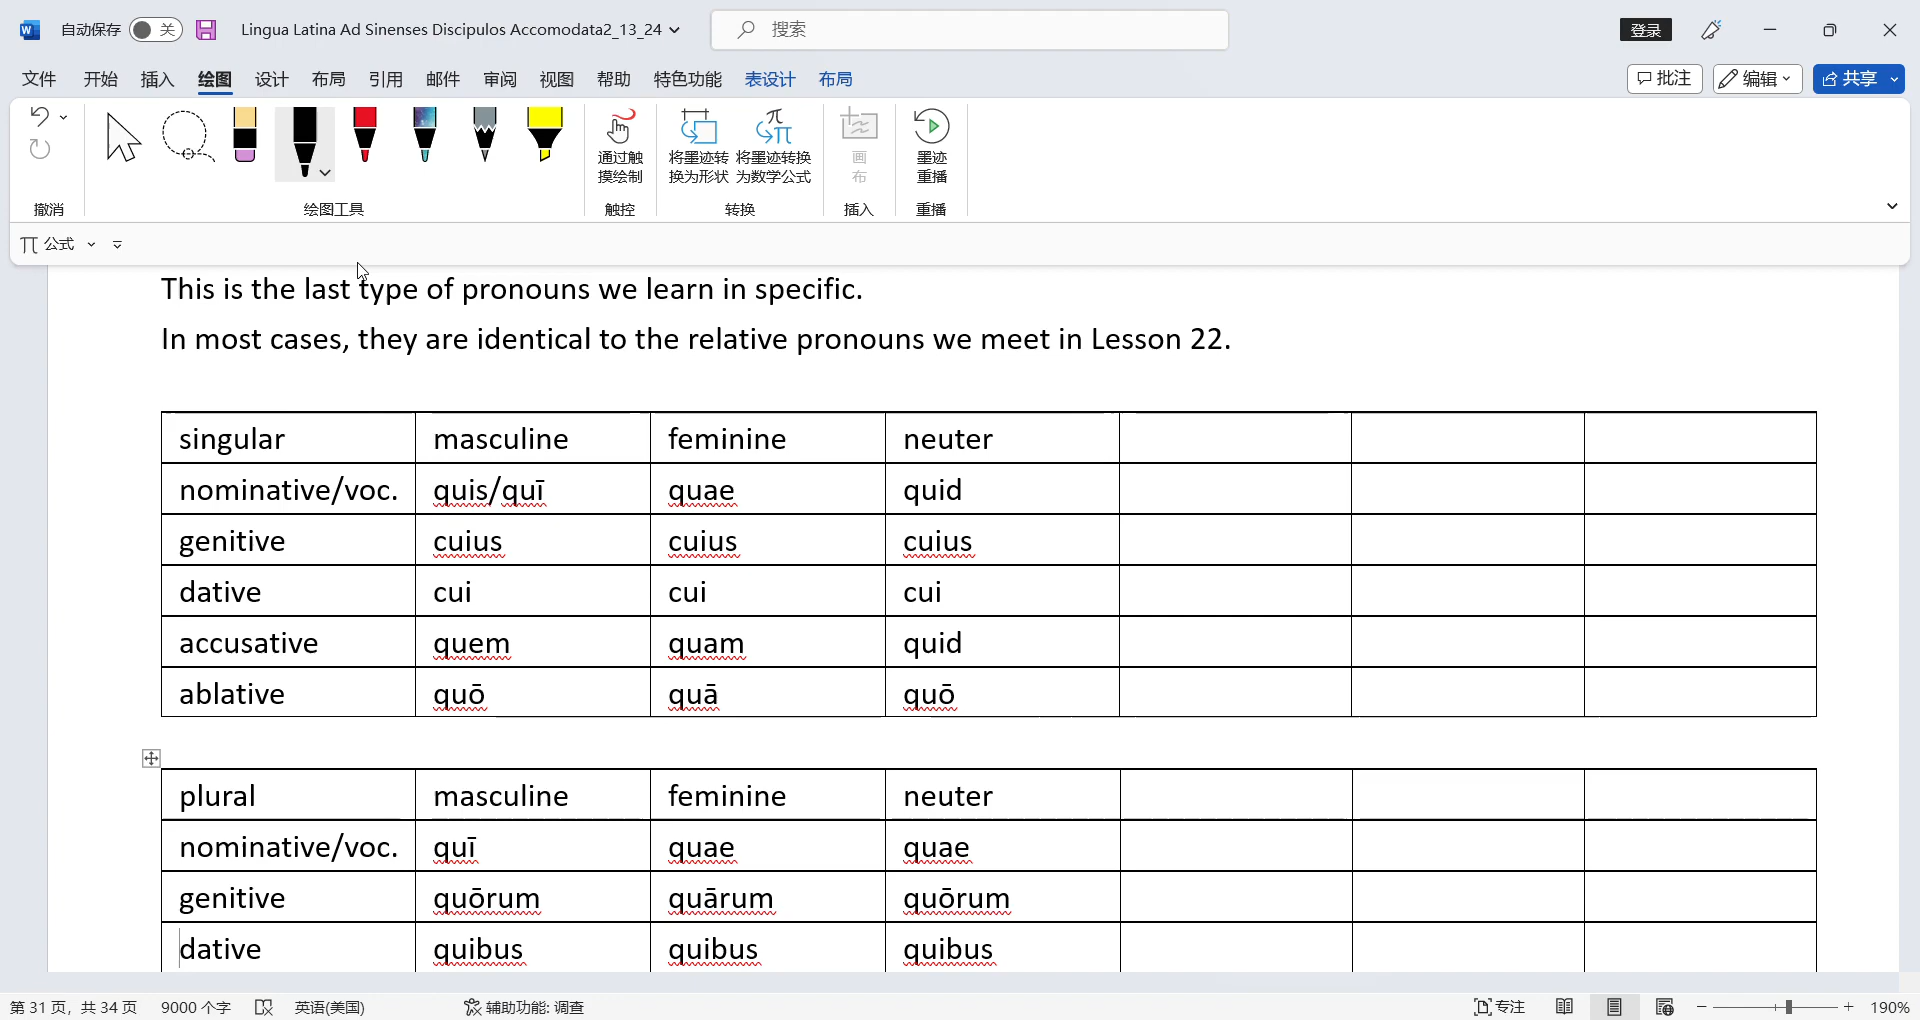 自动保存 关 Lingua Latina Ad Sinenses Discipulos Accomodata2_13_24 搜索 登录
文件 开始 插入 绘图 设计 布局 引用 邮件 审阅 视图 帮助 特色功能 表设计 布局 批注 编辑 共享
通过触摸绘制 将墨迹转换为形状 将墨迹转换为数学公式 画布 墨迹重播
撤消 绘图工具 触控 转换 插入 重播
公式
This is the last type of pronouns we learn in specific.
In most cases, they are identical to the relative pronouns we meet in Lesson 22.
singular masculine feminine neuter
nominative/voc. quis/quī quae quid
genitive cuius cuius cuius
dative cui cui cui
accusative quem quam quid
ablative quō quā quō
plural masculine feminine neuter
nominative/voc. quī quae quae
genitive quōrum quārum quōrum
dative quibus quibus quibus
第 31 页，共 34 页 9000 个字 英语(美国) 辅助功能: 调查 专注 190%